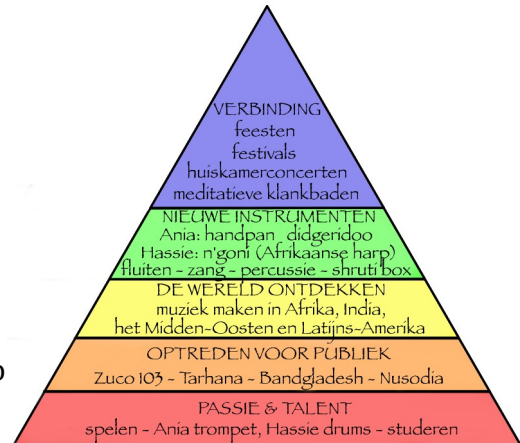 VERBINDING
feesten
festivals
huiskamerconcerten
meditatieve klankbaden
NIEUWE INSTRUMENTEN
Ania: handpan didgeridoo
Hassie: n'goni (Afrikaanse harp)
fluiten - zang - percussie - shruti box
DE WERELD ONTDEKKEN
muziek maken in Afrika, India,
het Midden-Oosten en Latijns-Amerika
OPTREDEN VOOR PUBLIEK
Zuco 103 - Tarhana - Bandgladesh - Nusodia
PASSIE & TALENT
spelen - Ania trompet, Hassie drums - studeren